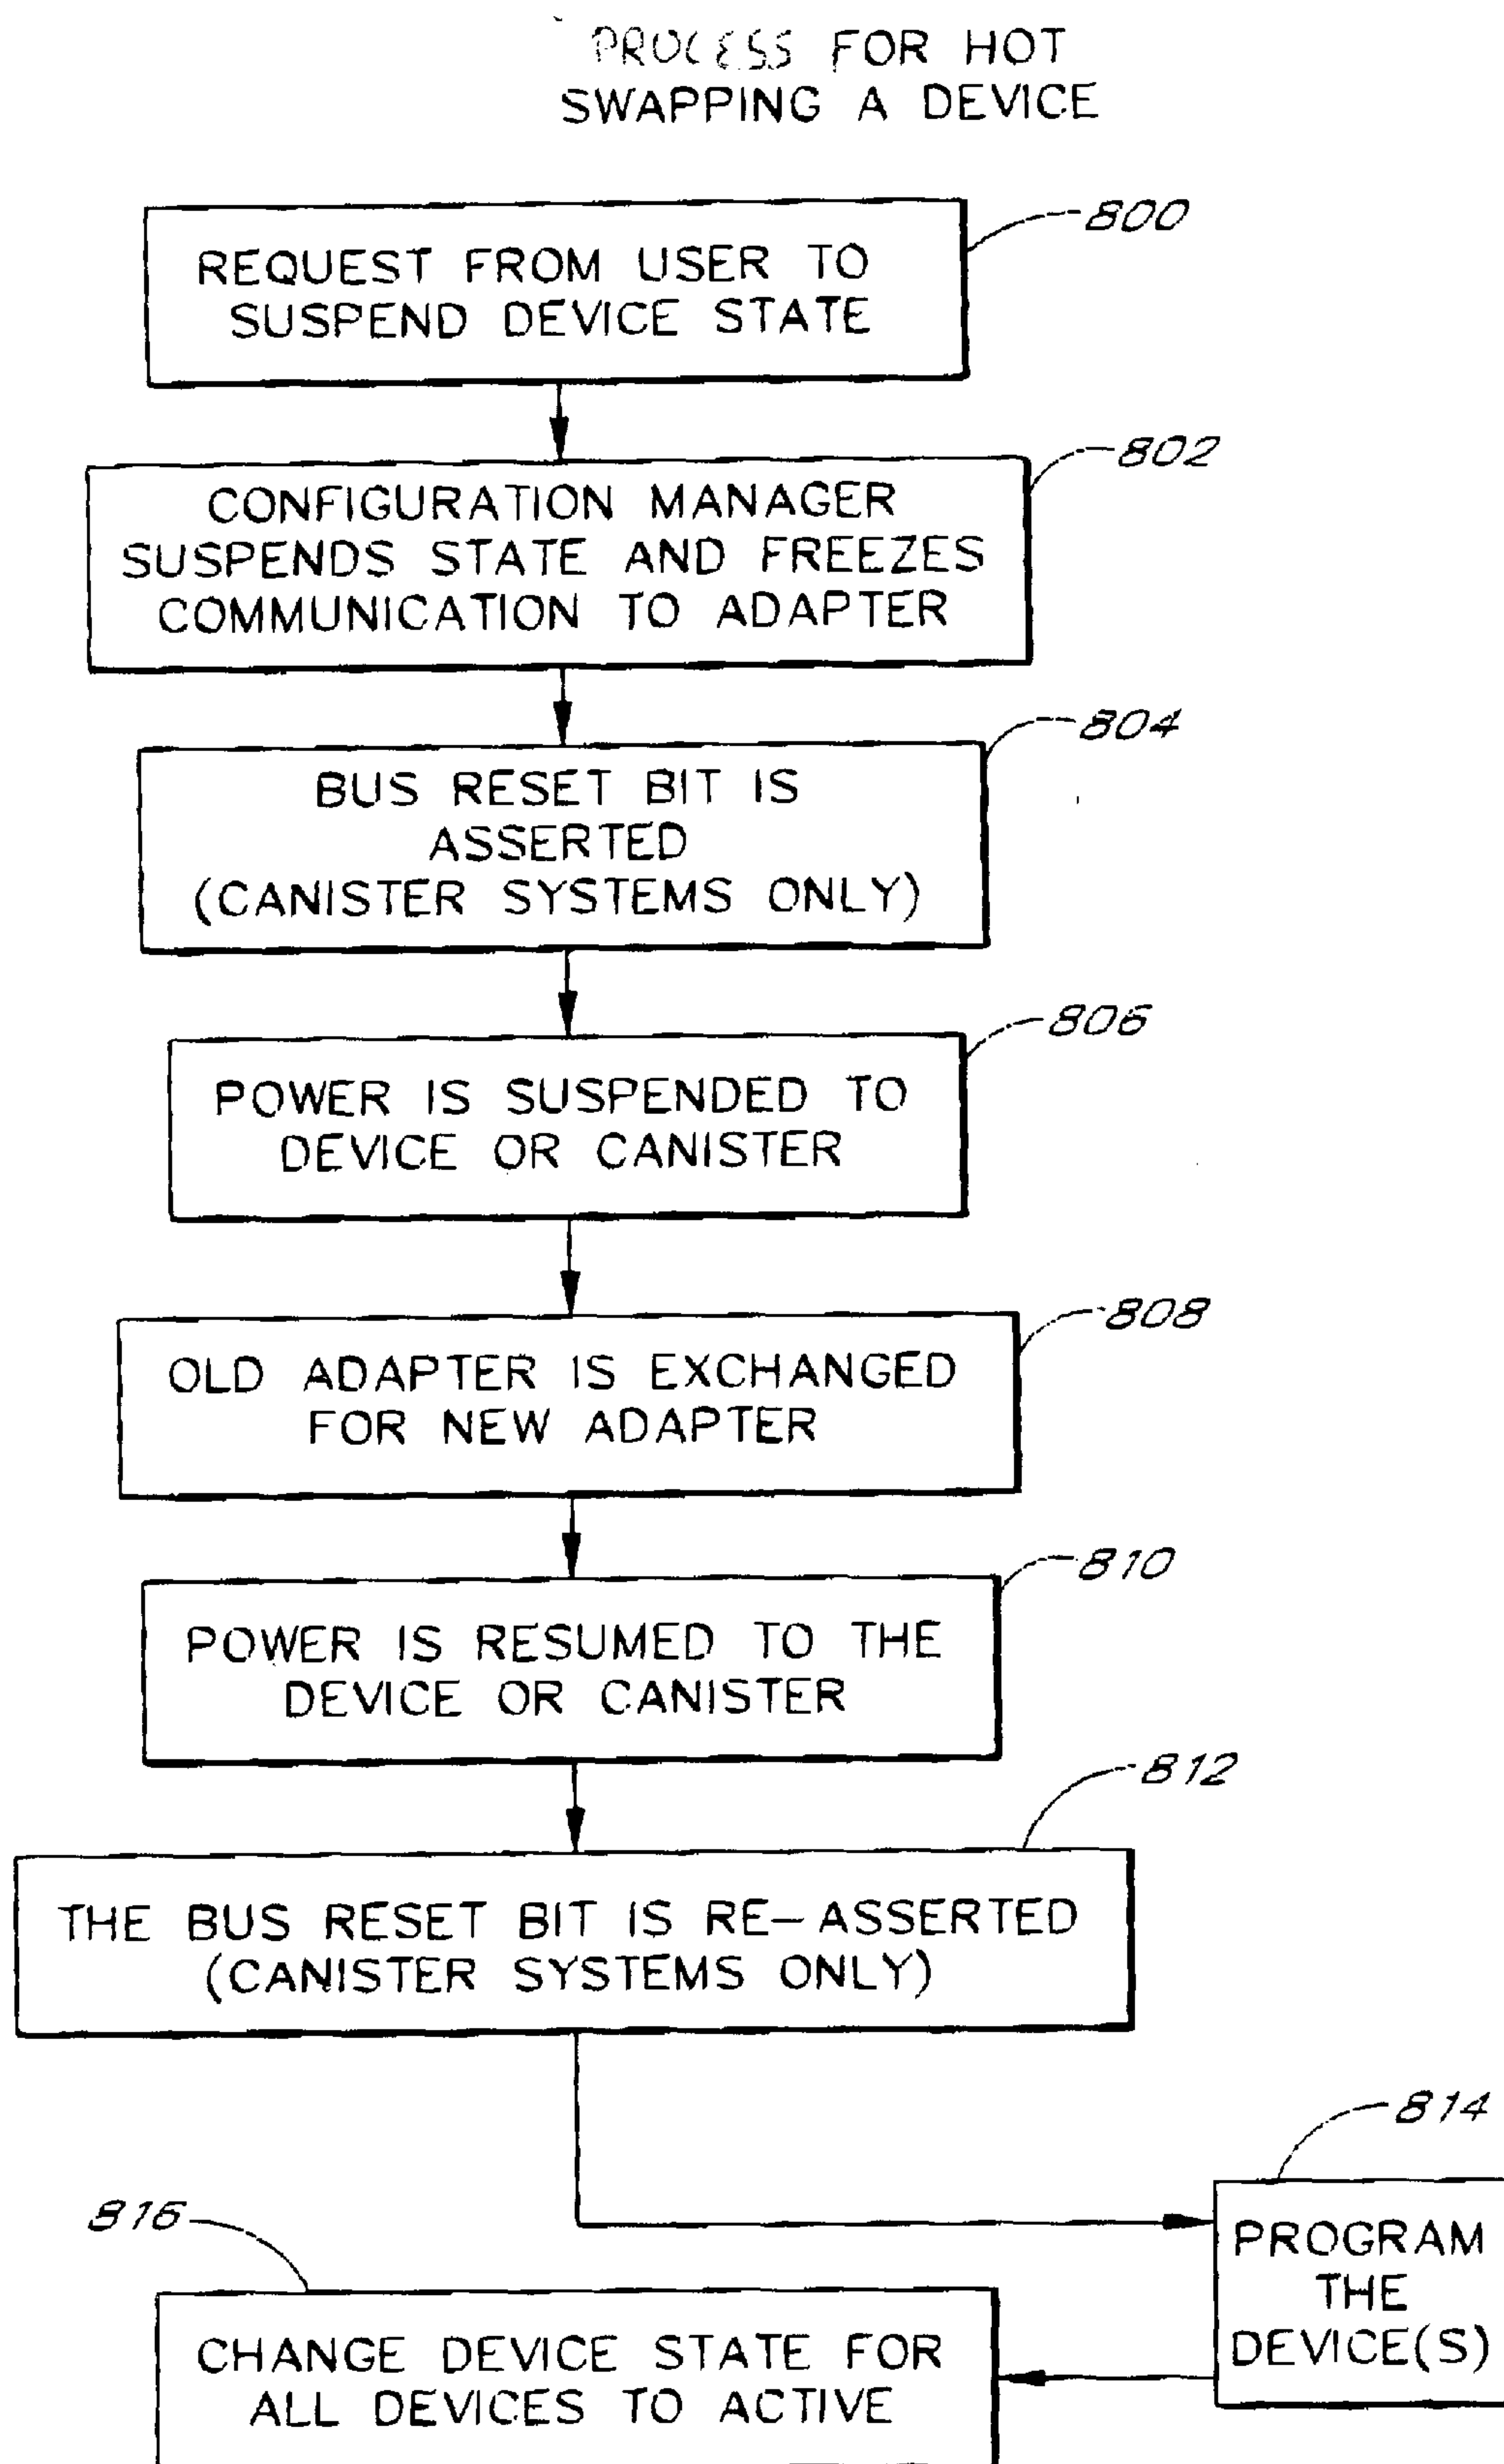 PROCESS FOR HOT
SWAPPING A DEVICE
800
REQUEST FROM USER TO
SUSPEND DEVICE STATE
802
CONFIGURATION MANAGER
SUSPENDS STATE AND FREEZES
COMMUNICATION TO ADAPTER
804
BUS RESET BIT IS
ASSERTED
(CANISTER SYSTEMS ONLY)
806
POWER IS SUSPENDED TO
DEVICE OR CANISTER
808
OLD ADAPTER IS EXCHANGED
FOR NEW ADAPTER
810
POWER IS RESUMED TO THE
DEVICE OR CANISTER
812
THE BUS RESET BIT IS RE-ASSERTED
(CANISTER SYSTEMS ONLY)
814
PROGRAM
THE
DEVICE(S)
816
CHANGE DEVICE STATE FOR
ALL DEVICES TO ACTIVE